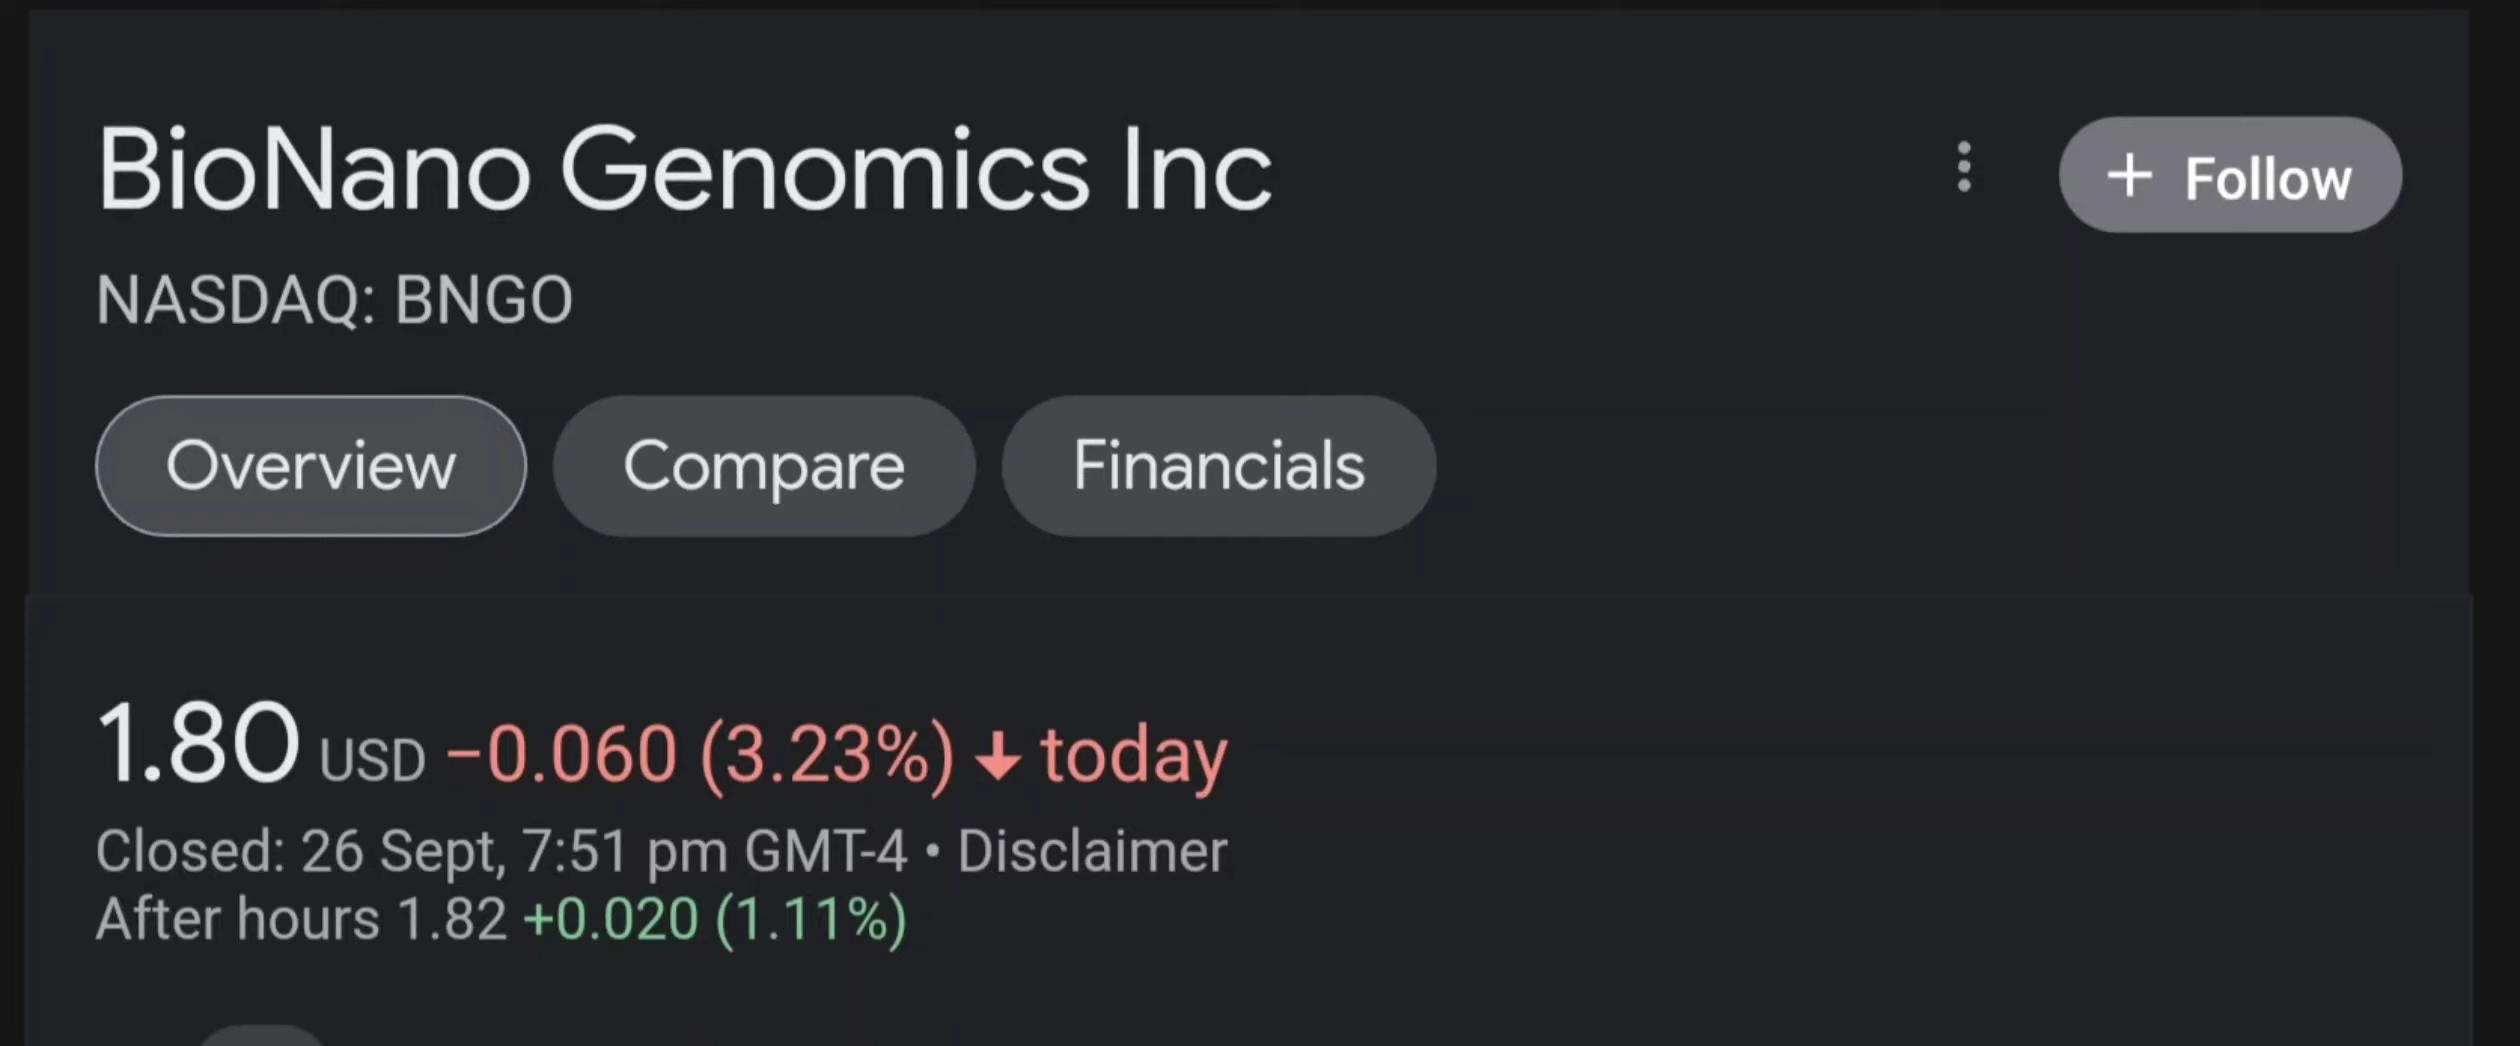 BioNano Genomics Inc
+ Follow
NASDAQ: BNGO
Overview
Compare
Financials
1.80 USD −0.060 (3.23%) ↓ today
Closed: 26 Sept, 7:51 pm GMT-4 • Disclaimer
After hours 1.82 +0.020 (1.11%)